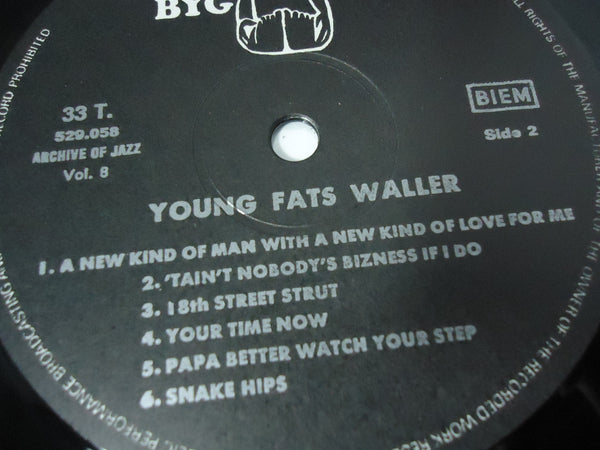 BYG
33 T.
529.058
ARCHIVE OF JAZZ
Vol. 8
BIEM
Side 2
YOUNG FATS WALLER
1. A NEW KIND OF MAN WITH A NEW KIND OF LOVE FOR ME
2. 'TAIN'T NOBODY'S BIZNESS IF I DO
3. 18th STREET STRUT
4. YOUR TIME NOW
5. PAPA BETTER WATCH YOUR STEP
6. SNAKE HIPS
ALL RIGHTS OF THE MANUFACTURER AND OF THE OWNER OF THE RECORDED WORK
PERFORMANCE BROADCASTING
RECORD PROHIBITED